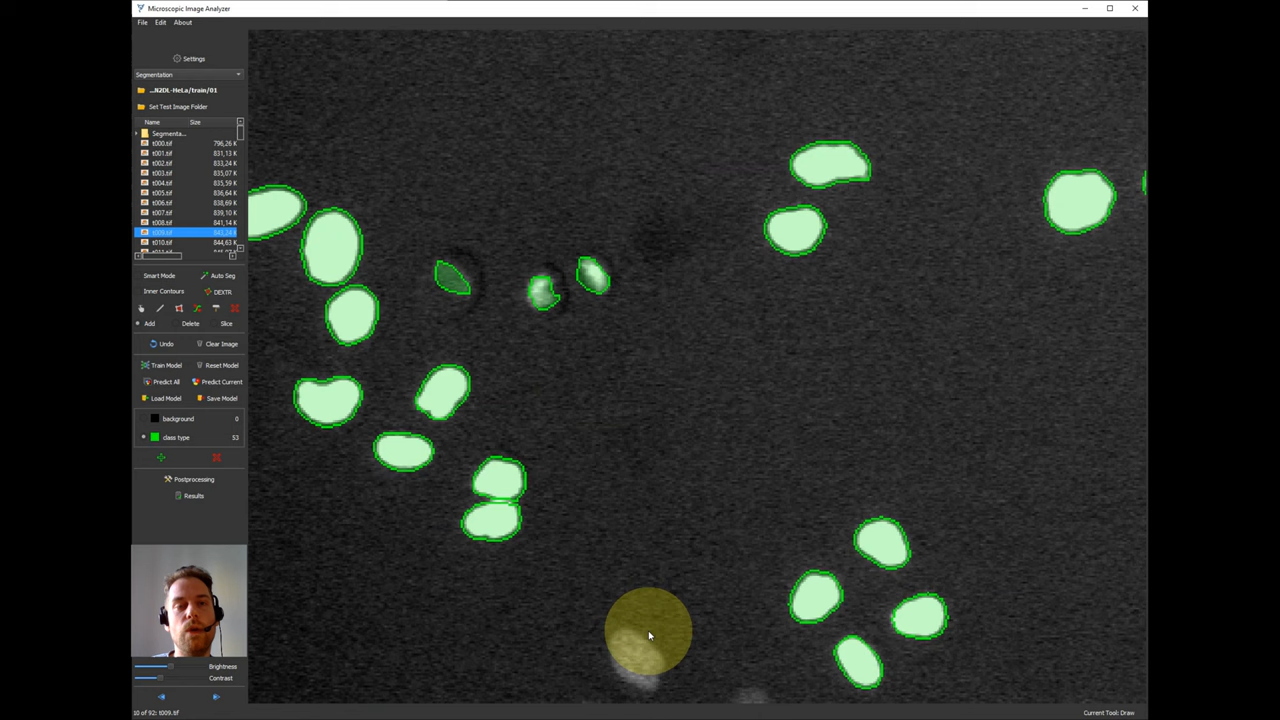 Microscopic Image Analyzer
File Edit About
Settings
Segmentation
...N2DL-HeLa/train/01
Set Test Image Folder
Name Size
Segmenta...
t000.tif 796,26 K
t001.tif 831,13 K
t002.tif 833,24 K
t003.tif 835,07 K
t004.tif 835,59 K
t005.tif 836,64 K
t006.tif 838,69 K
t007.tif 839,10 K
t008.tif 841,14 K
t009.tif 843,24 K
t010.tif 844,63 K
Smart Mode Auto Seg
Inner Contours DEXTR
Add Delete Slice
Undo Clear Image
Train Model Reset Model
Predict All Predict Current
Load Model Save Model
background 0
class type 53
Postprocessing
Results
Brightness
Contrast
10 of 92: t009.tif Current Tool: Draw